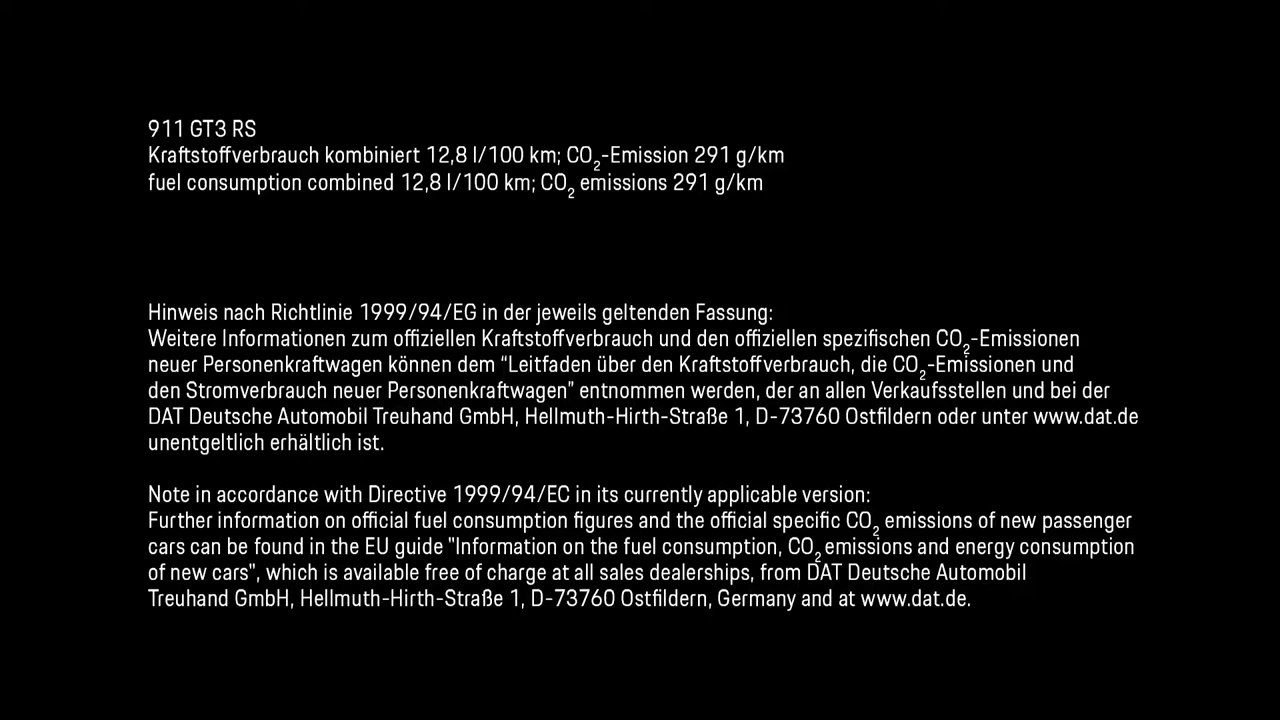 911 GT3 RS
Kraftstoffverbrauch kombiniert 12,8 l/100 km; CO₂-Emission 291 g/km
fuel consumption combined 12,8 l/100 km; CO₂ emissions 291 g/km
Hinweis nach Richtlinie 1999/94/EG in der jeweils geltenden Fassung:
Weitere Informationen zum offiziellen Kraftstoffverbrauch und den offiziellen spezifischen CO₂-Emissionen
neuer Personenkraftwagen können dem “Leitfaden über den Kraftstoffverbrauch, die CO₂-Emissionen und
den Stromverbrauch neuer Personenkraftwagen” entnommen werden, der an allen Verkaufsstellen und bei der
DAT Deutsche Automobil Treuhand GmbH, Hellmuth-Hirth-Straße 1, D-73760 Ostfildern oder unter www.dat.de
unentgeltlich erhältlich ist.
Note in accordance with Directive 1999/94/EC in its currently applicable version:
Further information on official fuel consumption figures and the official specific CO₂ emissions of new passenger
cars can be found in the EU guide "Information on the fuel consumption, CO₂ emissions and energy consumption
of new cars", which is available free of charge at all sales dealerships, from DAT Deutsche Automobil
Treuhand GmbH, Hellmuth-Hirth-Straße 1, D-73760 Ostfildern, Germany and at www.dat.de.